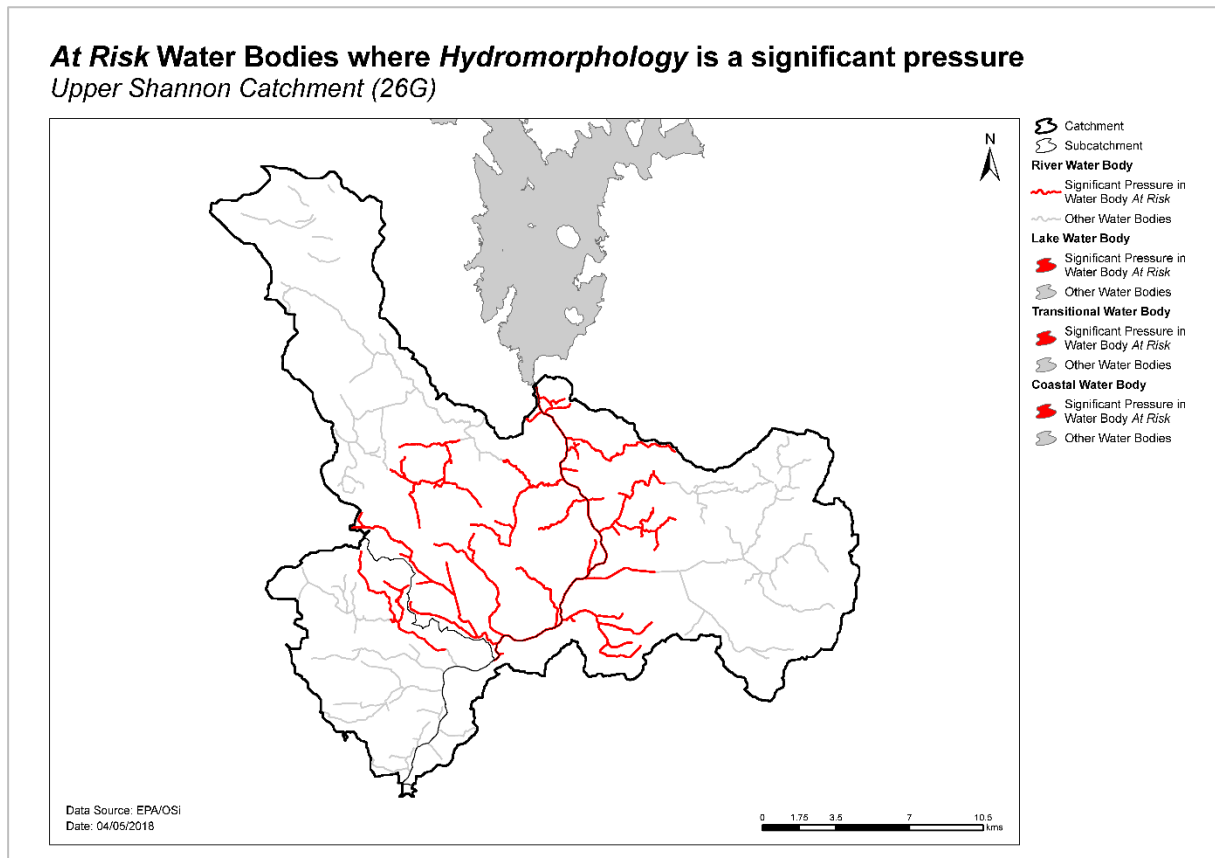 At Risk Water Bodies where Hydromorphology is a significant pressure
Upper Shannon Catchment (26G)
N
Catchment
Subcatchment
River Water Body
Significant Pressure in
Water Body At Risk
Other Water Bodies
Lake Water Body
Significant Pressure in
Water Body At Risk
Other Water Bodies
Transitional Water Body
Significant Pressure in
Water Body At Risk
Other Water Bodies
Coastal Water Body
Significant Pressure in
Water Body At Risk
Other Water Bodies
Data Source: EPA/OSi
Date: 04/05/2018
0 1.75 3.5 7 10.5
kms